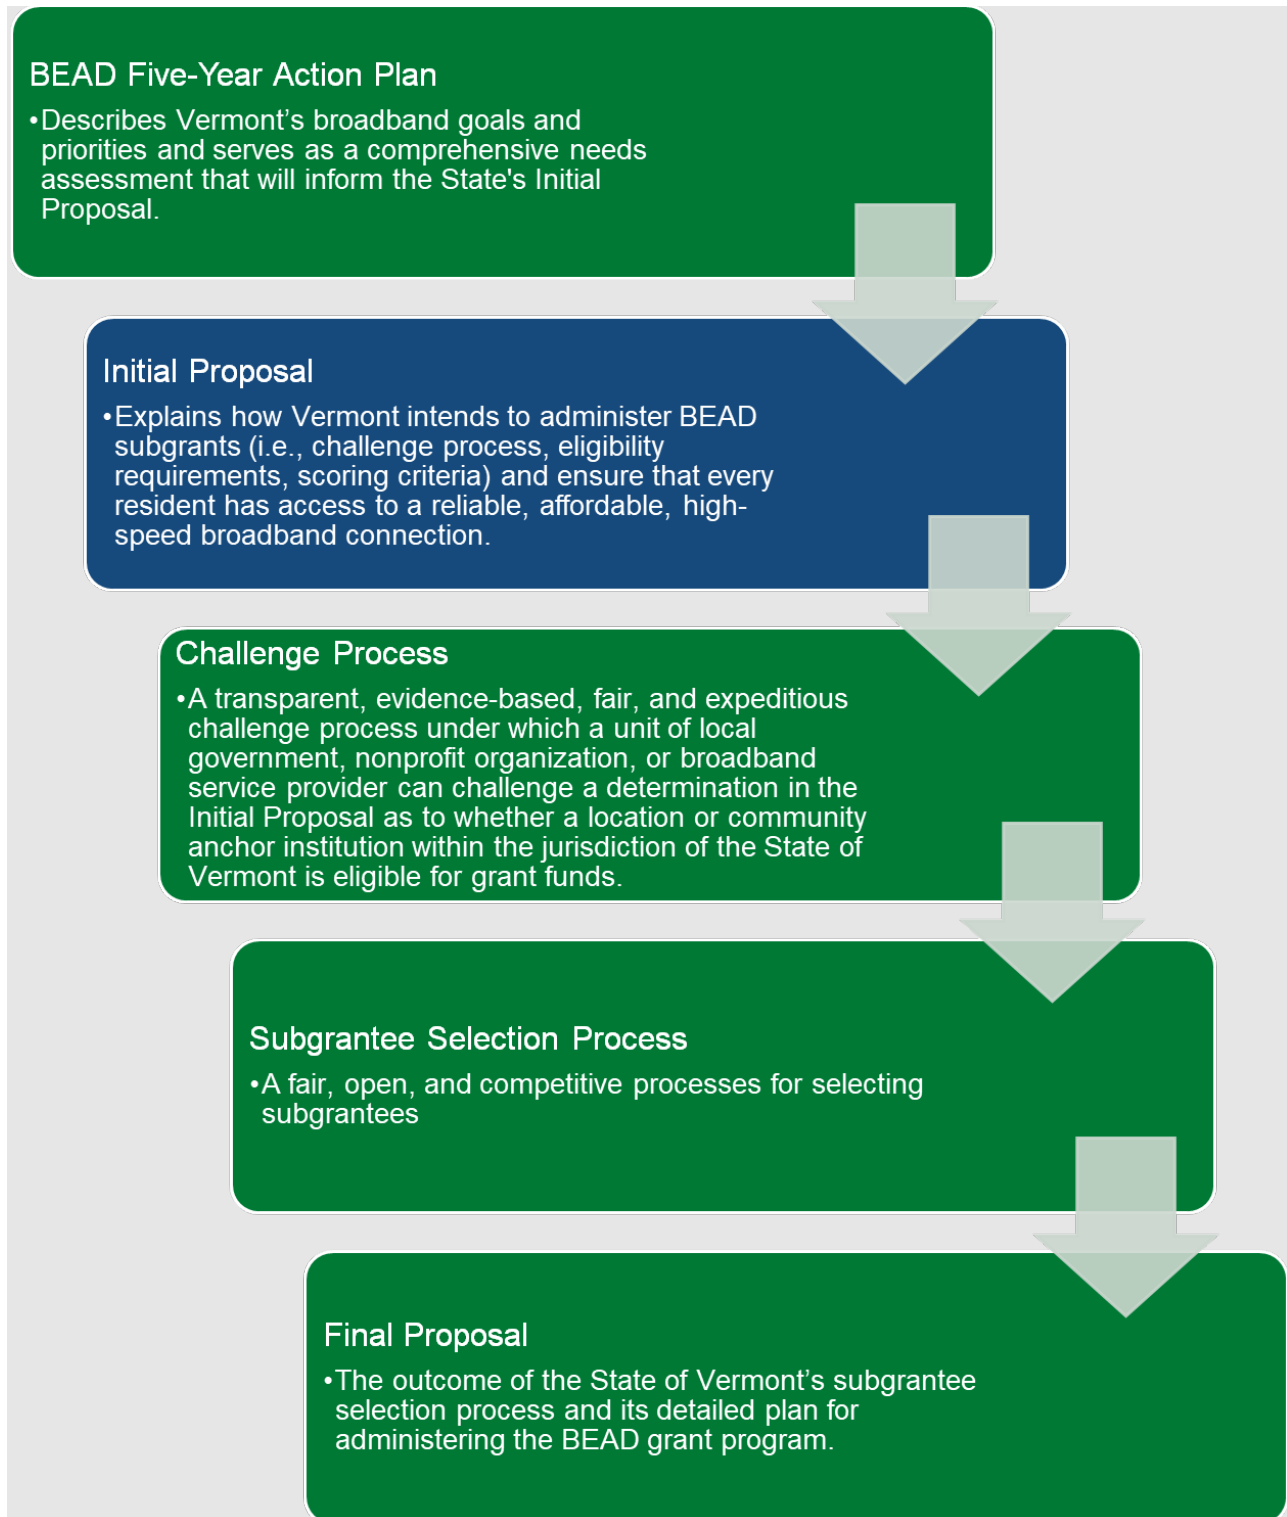 BEAD Five-Year Action Plan
•Describes Vermont’s broadband goals and
priorities and serves as a comprehensive needs
assessment that will inform the State's Initial
Proposal.
Initial Proposal
•Explains how Vermont intends to administer BEAD
subgrants (i.e., challenge process, eligibility
requirements, scoring criteria) and ensure that every
resident has access to a reliable, affordable, high-
speed broadband connection.
Challenge Process
•A transparent, evidence-based, fair, and expeditious
challenge process under which a unit of local
government, nonprofit organization, or broadband
service provider can challenge a determination in the
Initial Proposal as to whether a location or community
anchor institution within the jurisdiction of the State of
Vermont is eligible for grant funds.
Subgrantee Selection Process
•A fair, open, and competitive processes for selecting
subgrantees
Final Proposal
•The outcome of the State of Vermont’s subgrantee
selection process and its detailed plan for
administering the BEAD grant program.